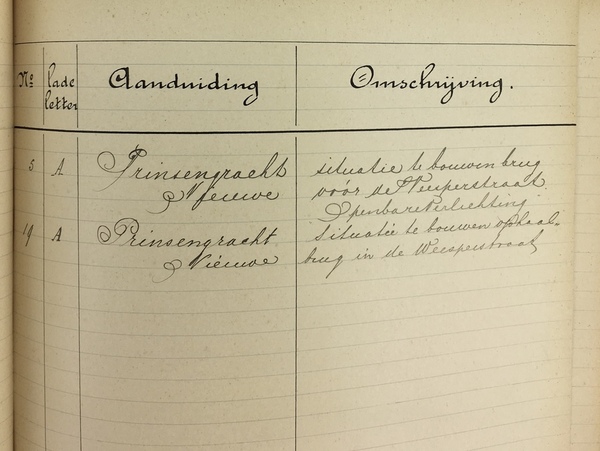 No lade letter Aanduiding Omschrijving.
5 A Prinsengracht situatie te bouwen brug
Nieuwe vóór de Weesperstraat
Openbare Verlichting
19 A Prinsengracht situatie te bouwen ophaal-
Nieuwe brug in de Weesperstraat